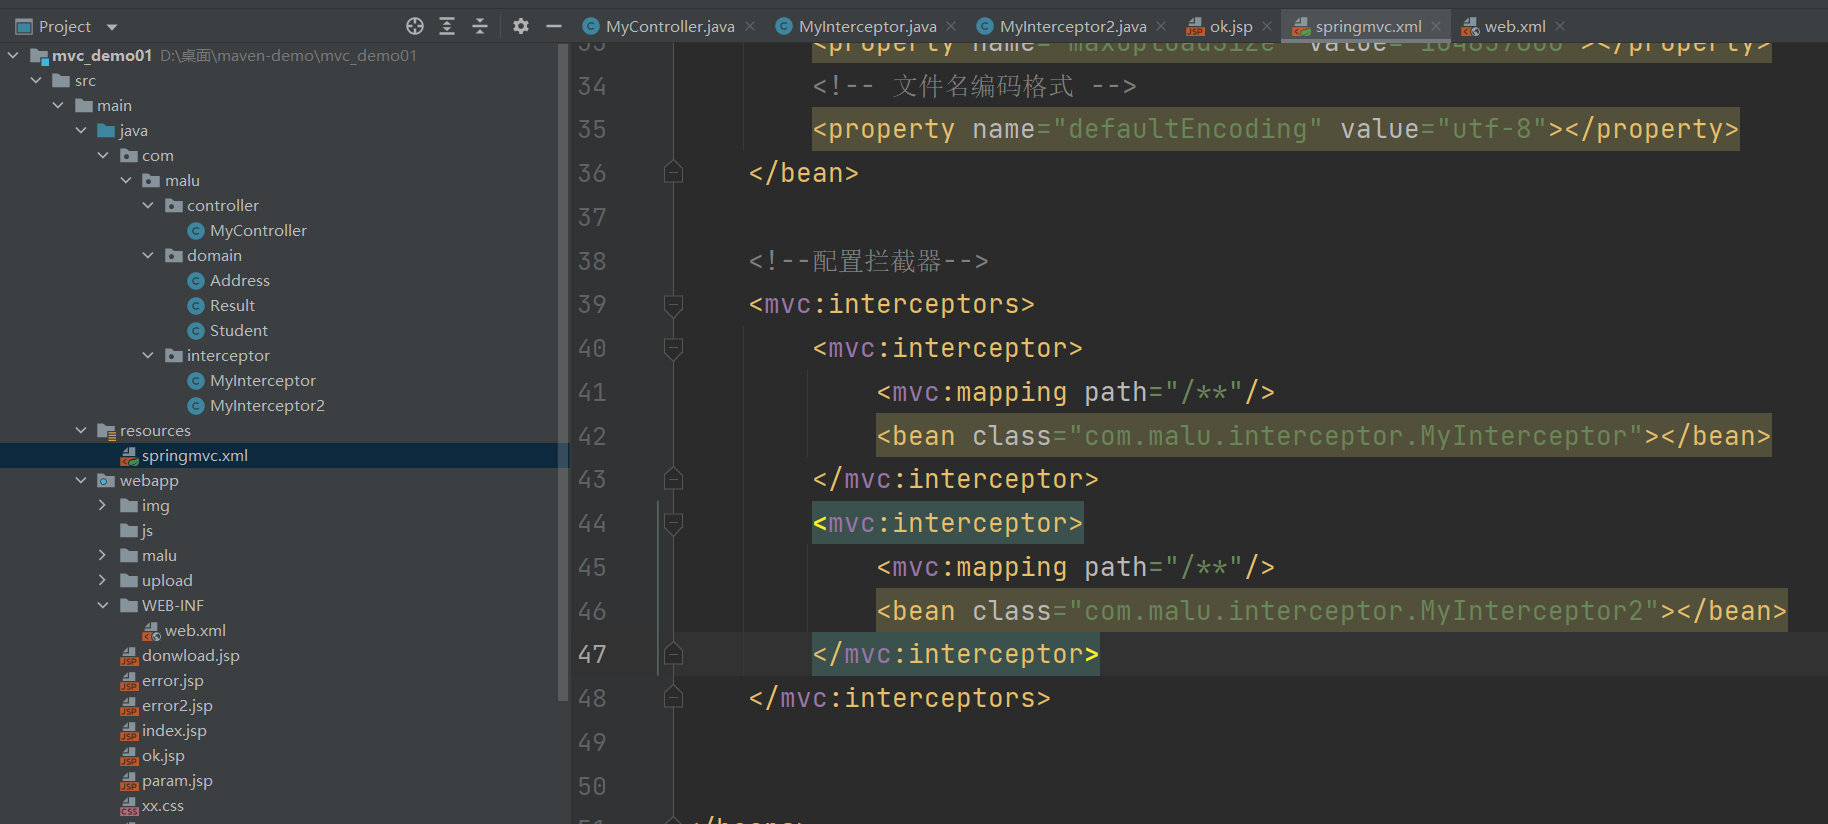 Project
MyController.java
MyInterceptor.java
MyInterceptor2.java
ok.jsp
springmvc.xml
web.xml
mvc_demo01 D:\桌面\maven-demo\mvc_demo01
src
main
java
com
malu
controller
MyController
domain
Address
Result
Student
interceptor
MyInterceptor
MyInterceptor2
resources
springmvc.xml
webapp
img
js
malu
upload
WEB-INF
web.xml
donwload.jsp
error.jsp
error2.jsp
index.jsp
ok.jsp
param.jsp
xx.css
<property name="maxUploadSize" value="104857600"></property>
34 <!-- 文件名编码格式 -->
35 <property name="defaultEncoding" value="utf-8"></property>
36 </bean>
37
38 <!--配置拦截器-->
39 <mvc:interceptors>
40 <mvc:interceptor>
41 <mvc:mapping path="/**"/>
42 <bean class="com.malu.interceptor.MyInterceptor"></bean>
43 </mvc:interceptor>
44 <mvc:interceptor>
45 <mvc:mapping path="/**"/>
46 <bean class="com.malu.interceptor.MyInterceptor2"></bean>
47 </mvc:interceptor>
48 </mvc:interceptors>
49
50